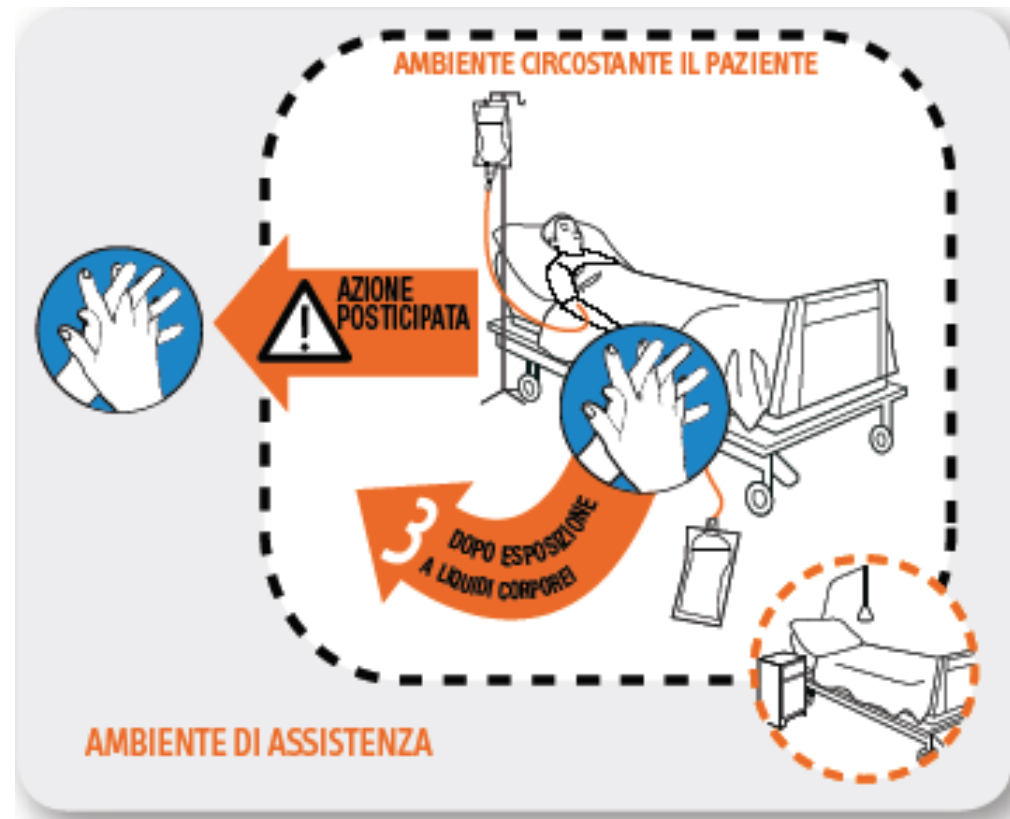 AMBIENTE CIRCOSTANTE IL PAZIENTE
AZIONE
POSTICIPATA
3
DOPO ESPOSIZIONE
A LIQUIDI CORPOREI
AMBIENTE DI ASSISTENZA